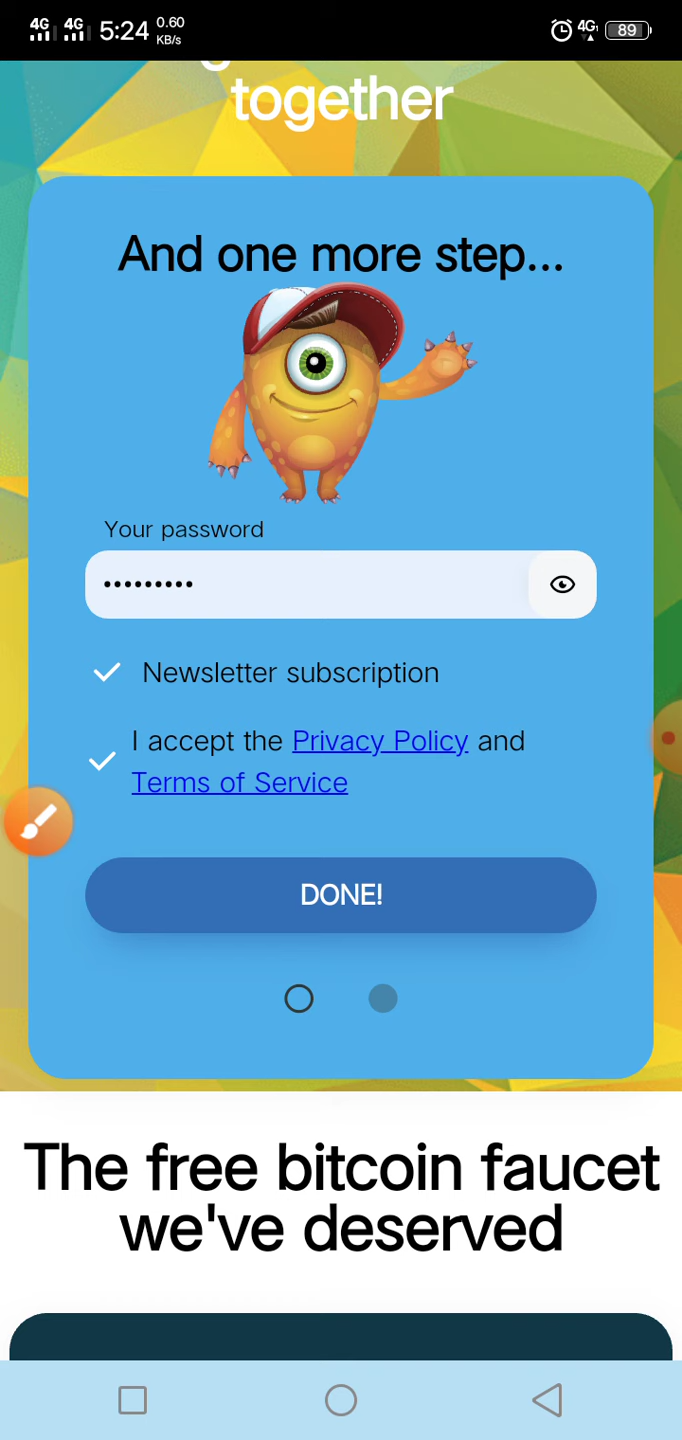 4G 4G 5:24 0.60 KB/s 4G 89
together
And one more step...
Your password
•••••••••
Newsletter subscription
I accept the Privacy Policy and
Terms of Service
DONE!
The free bitcoin faucet
we've deserved